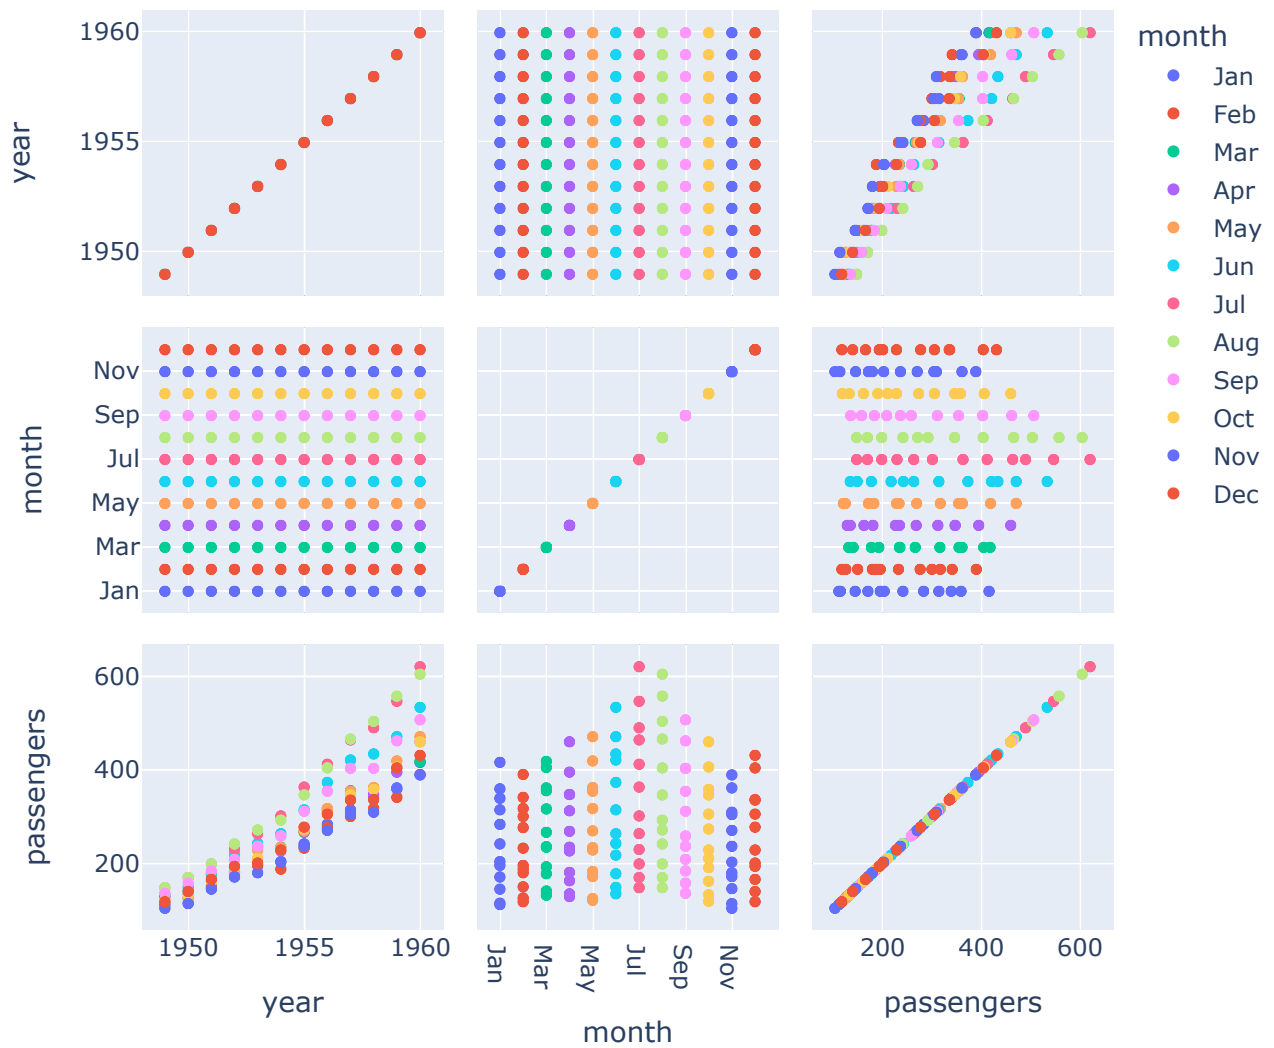 1960
1955
1950
year
Nov
Sep
Jul
May
Mar
Jan
month
600
400
200
passengers
1950 1955 1960
year
Jan Mar May Jul Sep Nov
month
200 400 600
passengers
month
Jan
Feb
Mar
Apr
May
Jun
Jul
Aug
Sep
Oct
Nov
Dec